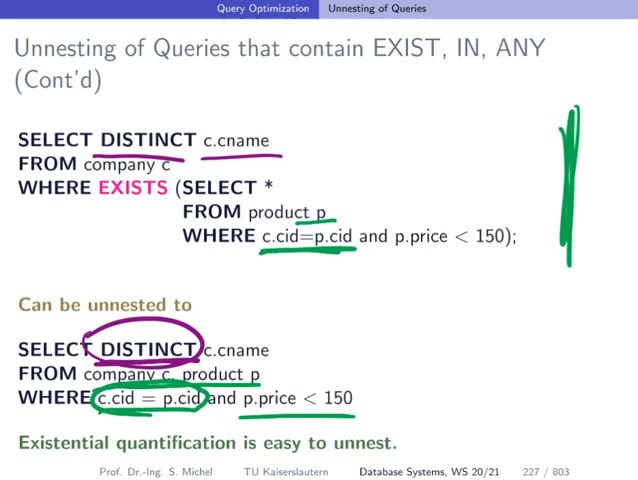 Query Optimization Unnesting of Queries
Unnesting of Queries that contain EXIST, IN, ANY
(Cont'd)
SELECT DISTINCT c.cname
FROM company c
WHERE EXISTS (SELECT *
FROM product p
WHERE c.cid=p.cid and p.price < 150);
Can be unnested to
SELECT DISTINCT c.cname
FROM company c, product p
WHERE c.cid = p.cid and p.price < 150
Existential quantification is easy to unnest.
Prof. Dr.-Ing. S. Michel TU Kaiserslautern Database Systems, WS 20/21 227 / 803